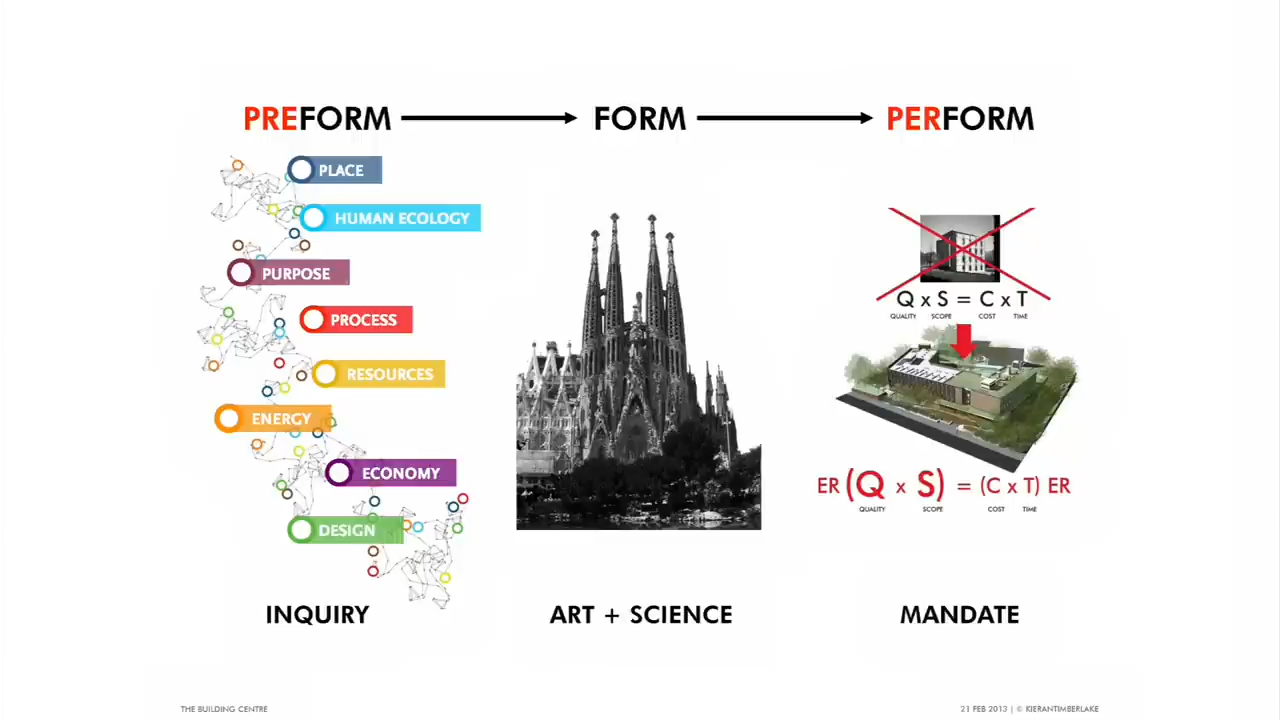 PREFORM FORM PERFORM
PLACE
HUMAN ECOLOGY
PURPOSE
PROCESS
RESOURCES
ENERGY
ECONOMY
DESIGN
INQUIRY
ART + SCIENCE
Q x S = C x T
QUALITY SCOPE COST TIME
ER (Q x S) = (C x T) ER
QUALITY SCOPE COST TIME
MANDATE
THE BUILDING CENTRE
21 FEB 2013 | © KIERANTIMBERLAKE